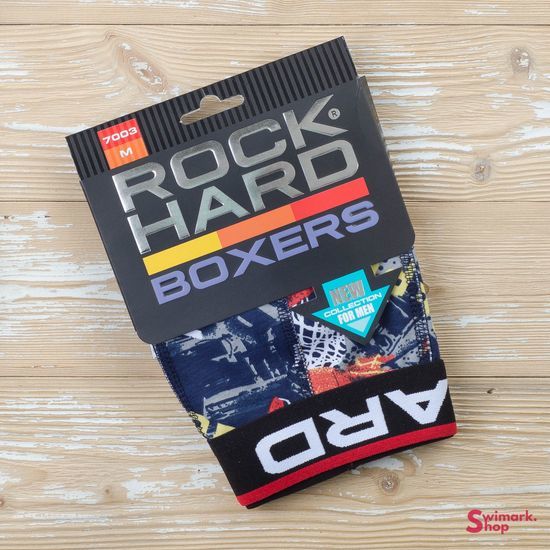 7003
M
ROCK
HARD®
BOXERS
NEW
COLLECTION
FOR MEN
ARD
Swimark.
Shop